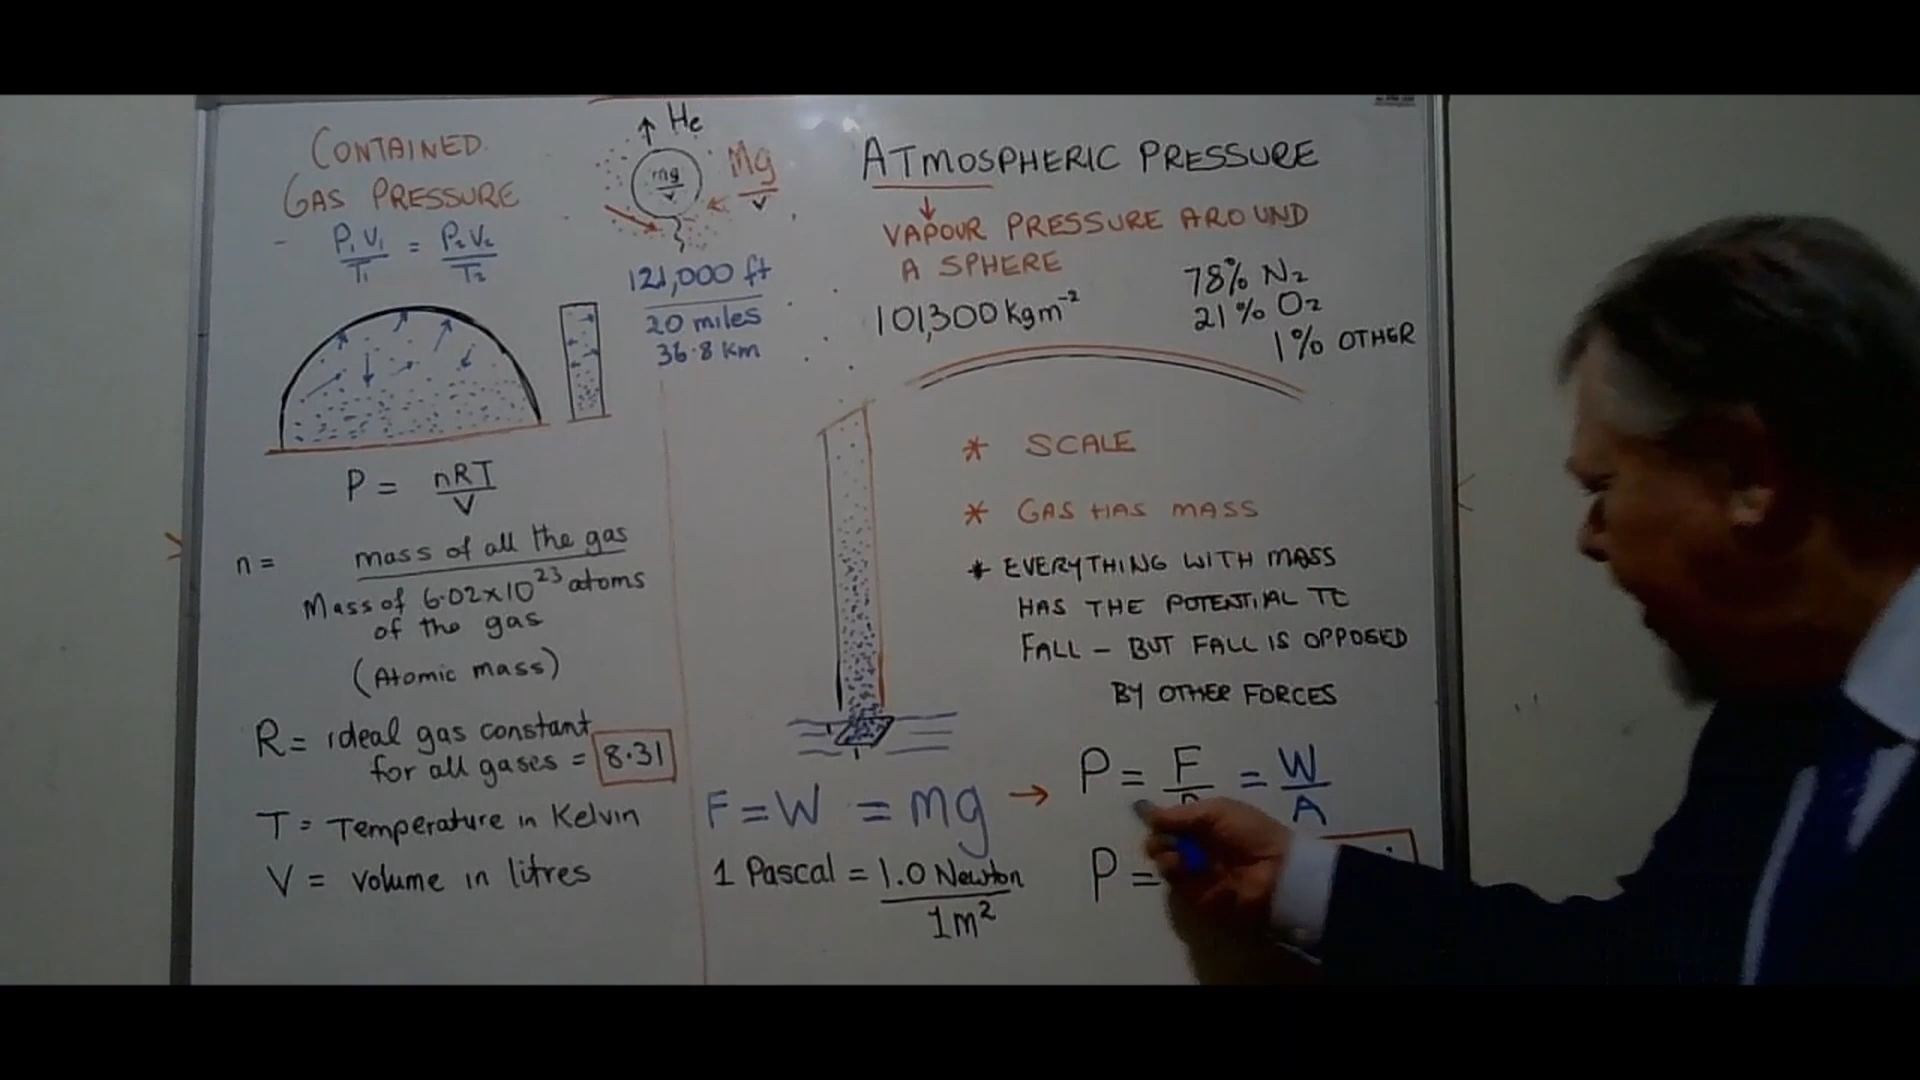 CONTAINED
GAS PRESSURE
P₁V₁/T₁ = P₂V₂/T₂
P = nRT/V
n = mass of all the gas
Mass of 6.02x10²³ atoms
of the gas
(Atomic mass)
R = ideal gas constant
for all gases = 8.31
T = Temperature in Kelvin
V = volume in litres
He
mg/v
Mg/v
121,000 ft
20 miles
36.8 km
ATMOSPHERIC PRESSURE
VAPOUR PRESSURE AROUND
A SPHERE
101,300 Kgm⁻²
78% N₂
21% O₂
1% OTHER
* SCALE
* GAS HAS MASS
* EVERYTHING WITH MASS
HAS THE POTENTIAL TO
FALL – BUT FALL IS OPPOSED
BY OTHER FORCES
F = W = mg → P = F/ = W/A
1 Pascal = 1.0 Newton
1m²
P =